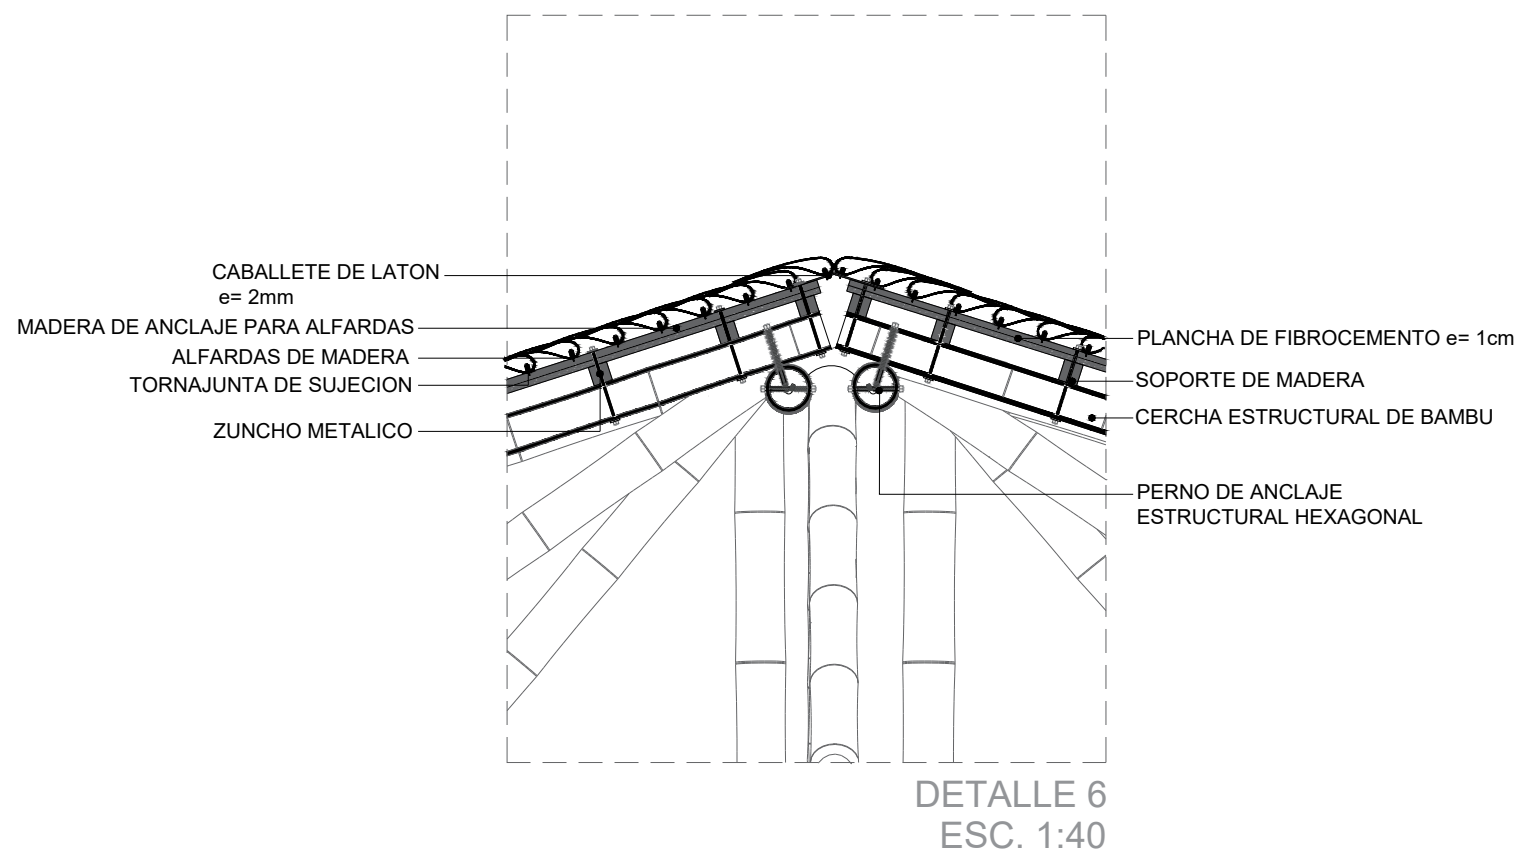 CABALLETE DE LATON
e= 2mm
MADERA DE ANCLAJE PARA ALFARDAS
ALFARDAS DE MADERA
TORNAJUNTA DE SUJECION
ZUNCHO METALICO
PLANCHA DE FIBROCEMENTO e= 1cm
SOPORTE DE MADERA
CERCHA ESTRUCTURAL DE BAMBU
PERNO DE ANCLAJE
ESTRUCTURAL HEXAGONAL
DETALLE 6
ESC. 1:40